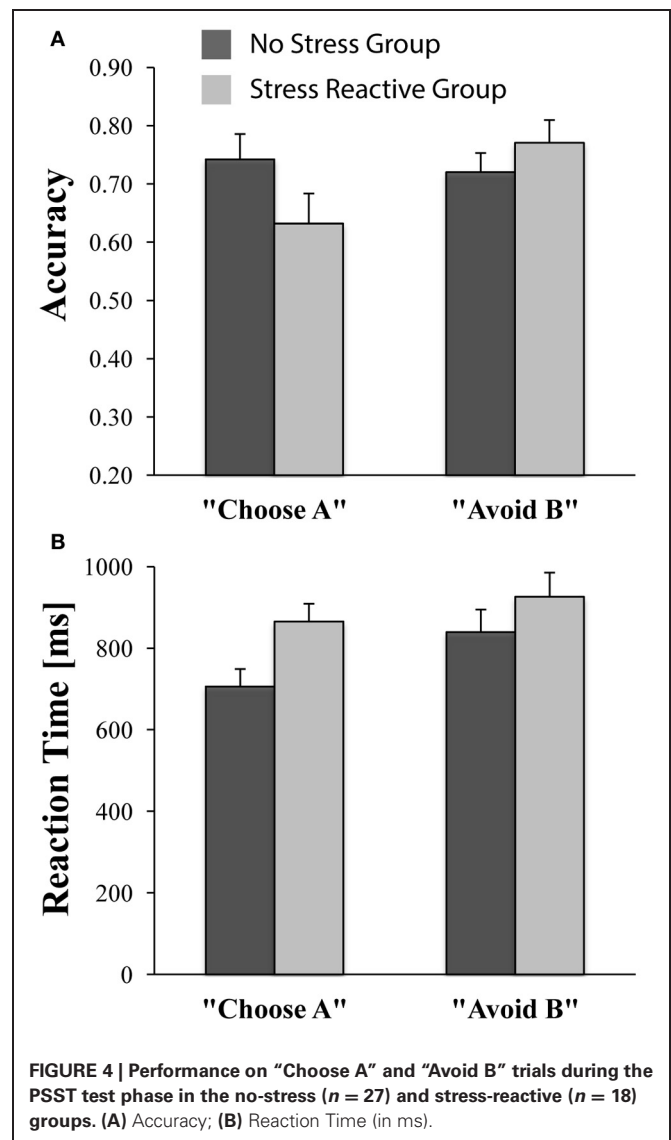 A
No Stress Group
Stress Reactive Group
0.90
0.80
0.70
0.60
0.50
0.40
0.30
0.20
Accuracy
"Choose A" "Avoid B"
B
1000
800
600
400
200
0
Reaction Time [ms]
"Choose A" "Avoid B"
FIGURE 4 | Performance on “Choose A” and “Avoid B” trials during the
PSST test phase in the no-stress (n = 27) and stress-reactive (n = 18)
groups. (A) Accuracy; (B) Reaction Time (in ms).